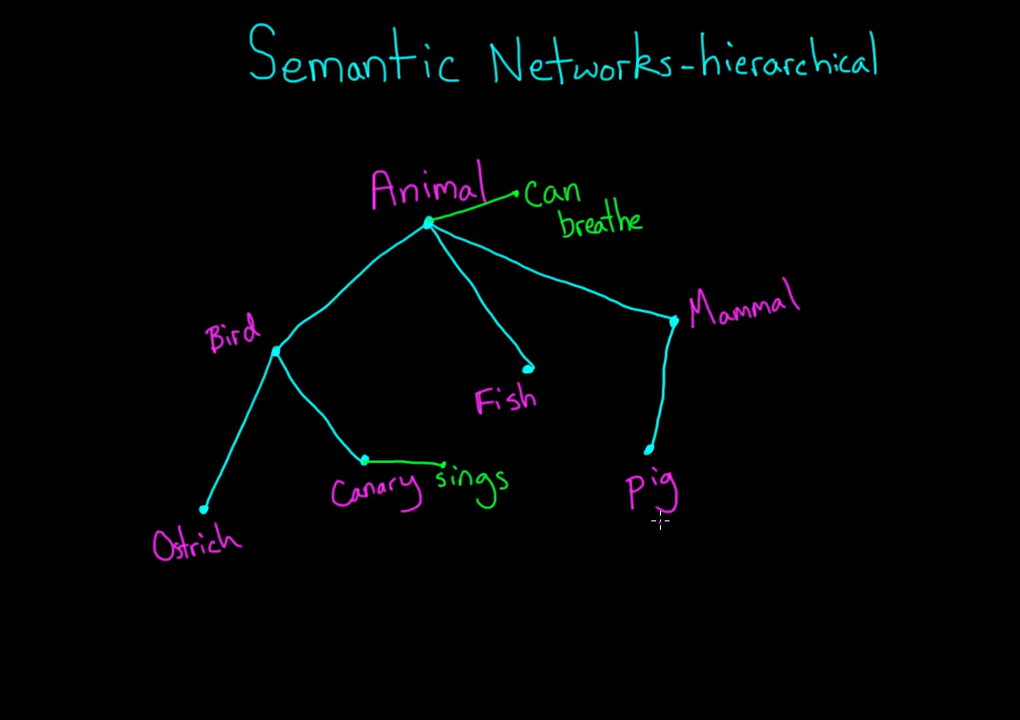 Semantic Networks-hierarchical
Animal
can
breathe
Mammal
Bird
Fish
Canary
sings
Pig
Ostrich